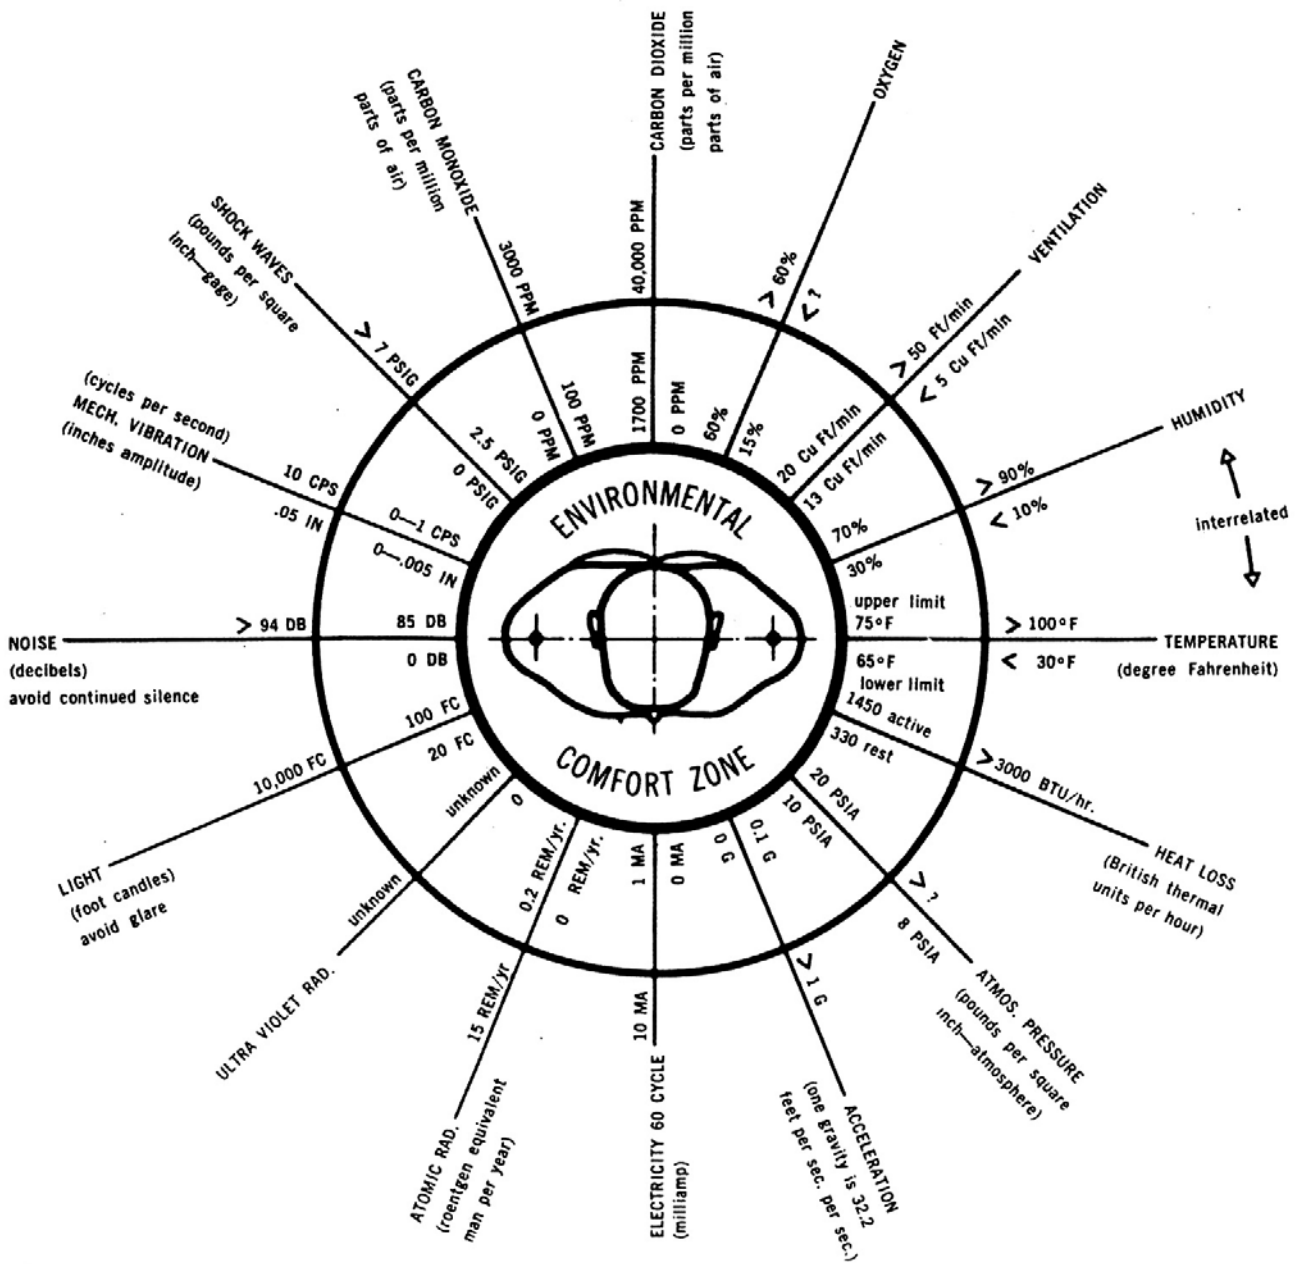 CARBON DIOXIDE
(parts per million
parts of air)
40,000 PPM
1700 PPM
0 PPM
OXYGEN
> 60%
< ?
60%
15%
VENTILATION
> 50 Ft/min
< 5 Cu Ft/min
20 Cu Ft/min
13 Cu Ft/min
HUMIDITY
> 90%
< 10%
70%
30%
interrelated
TEMPERATURE
(degree Fahrenheit)
> 100°F
< 30°F
upper limit
75°F
65°F
lower limit
HEAT LOSS
(British thermal
units per hour)
>3000 BTU/hr.
1450 active
330 rest
ATMOS. PRESSURE
(pounds per square
inch—atmosphere)
> ?
8 PSIA
20 PSIA
10 PSIA
ACCELERATION
(one gravity is 32.2
feet per sec. per sec.)
> 1 G
0.1 G
0 G
ELECTRICITY 60 CYCLE
(milliamp)
10 MA
1 MA
0 MA
ATOMIC RAD.
(roentgen equivalent
man per year)
15 REM/yr
0.2 REM/yr.
0 REM/yr.
ULTRA VIOLET RAD.
unknown
unknown
0
LIGHT
(foot candles)
avoid glare
10,000 FC
100 FC
20 FC
NOISE
(decibels)
avoid continued silence
> 94 DB
85 DB
0 DB
(cycles per second)
MECH. VIBRATION
(inches amplitude)
10 CPS
.05 IN
0—1 CPS
0—.005 IN
SHOCK WAVES
(pounds per square
inch—gage)
> 7 PSIG
2.5 PSIG
0 PSIG
CARBON MONOXIDE
(parts per million
parts of air)
3000 PPM
100 PPM
0 PPM
ENVIRONMENTAL
COMFORT ZONE